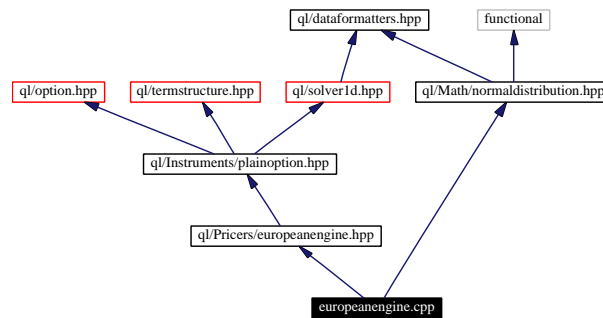 ql/dataformatters.hpp
functional
ql/option.hpp
ql/termstructure.hpp
ql/solver1d.hpp
ql/Math/normaldistribution.hpp
ql/Instruments/plainoption.hpp
ql/Pricers/europeanengine.hpp
europeanengine.cpp